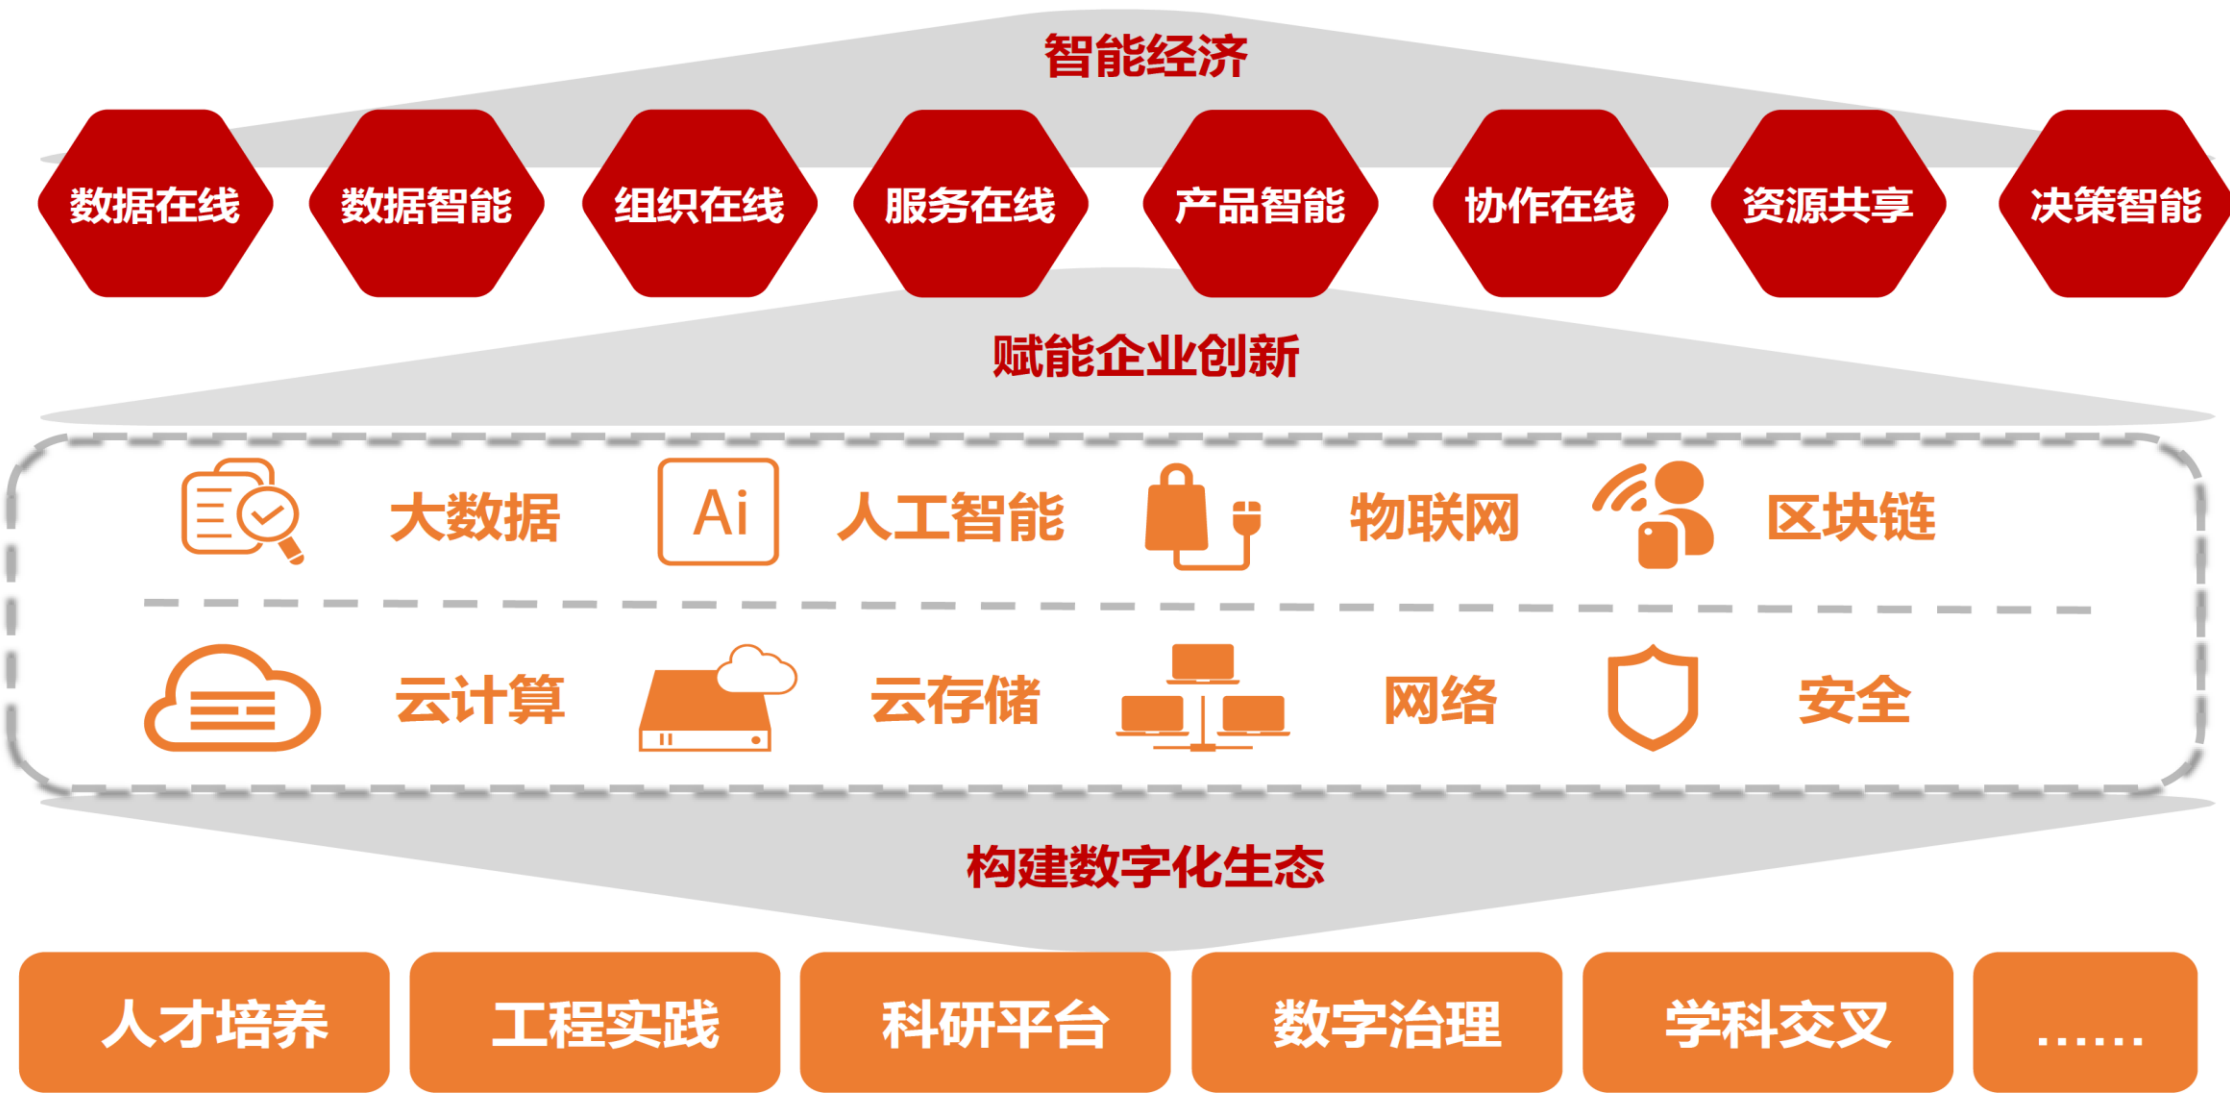 智能经济
数据在线 数据智能 组织在线 服务在线 产品智能 协作在线 资源共享 决策智能
赋能企业创新
大数据 Ai 人工智能 物联网 区块链
云计算 云存储 网络 安全
构建数字化生态
人才培养 工程实践 科研平台 数字治理 学科交叉 ......